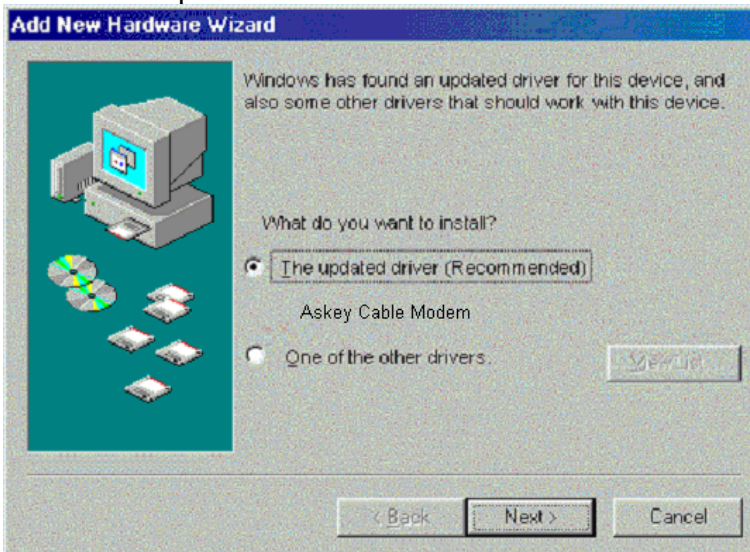 Add New Hardware Wizard
Windows has found an updated driver for this device, and
also some other drivers that should work with this device.
What do you want to install?
The updated driver (Recommended)
Askey Cable Modem
One of the other drivers.
View List...
< Back
Next >
Cancel